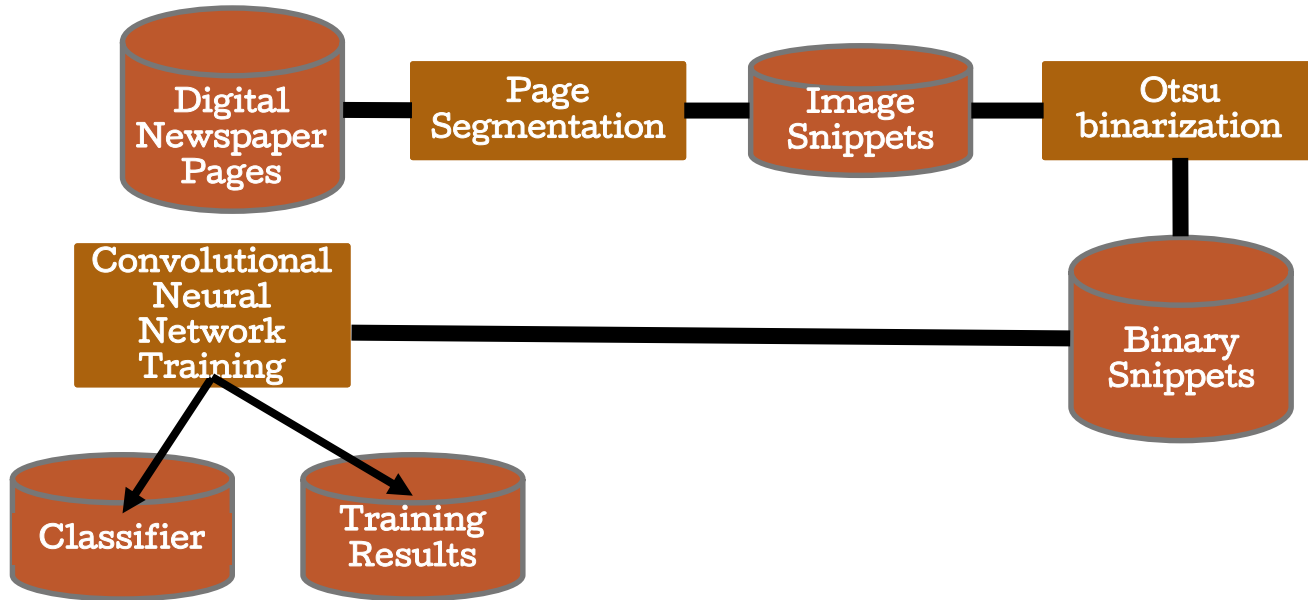 Digital
Newspaper
Pages
Page
Segmentation
Image
Snippets
Otsu
binarization
Convolutional
Neural
Network
Training
Binary
Snippets
Classifier
Training
Results